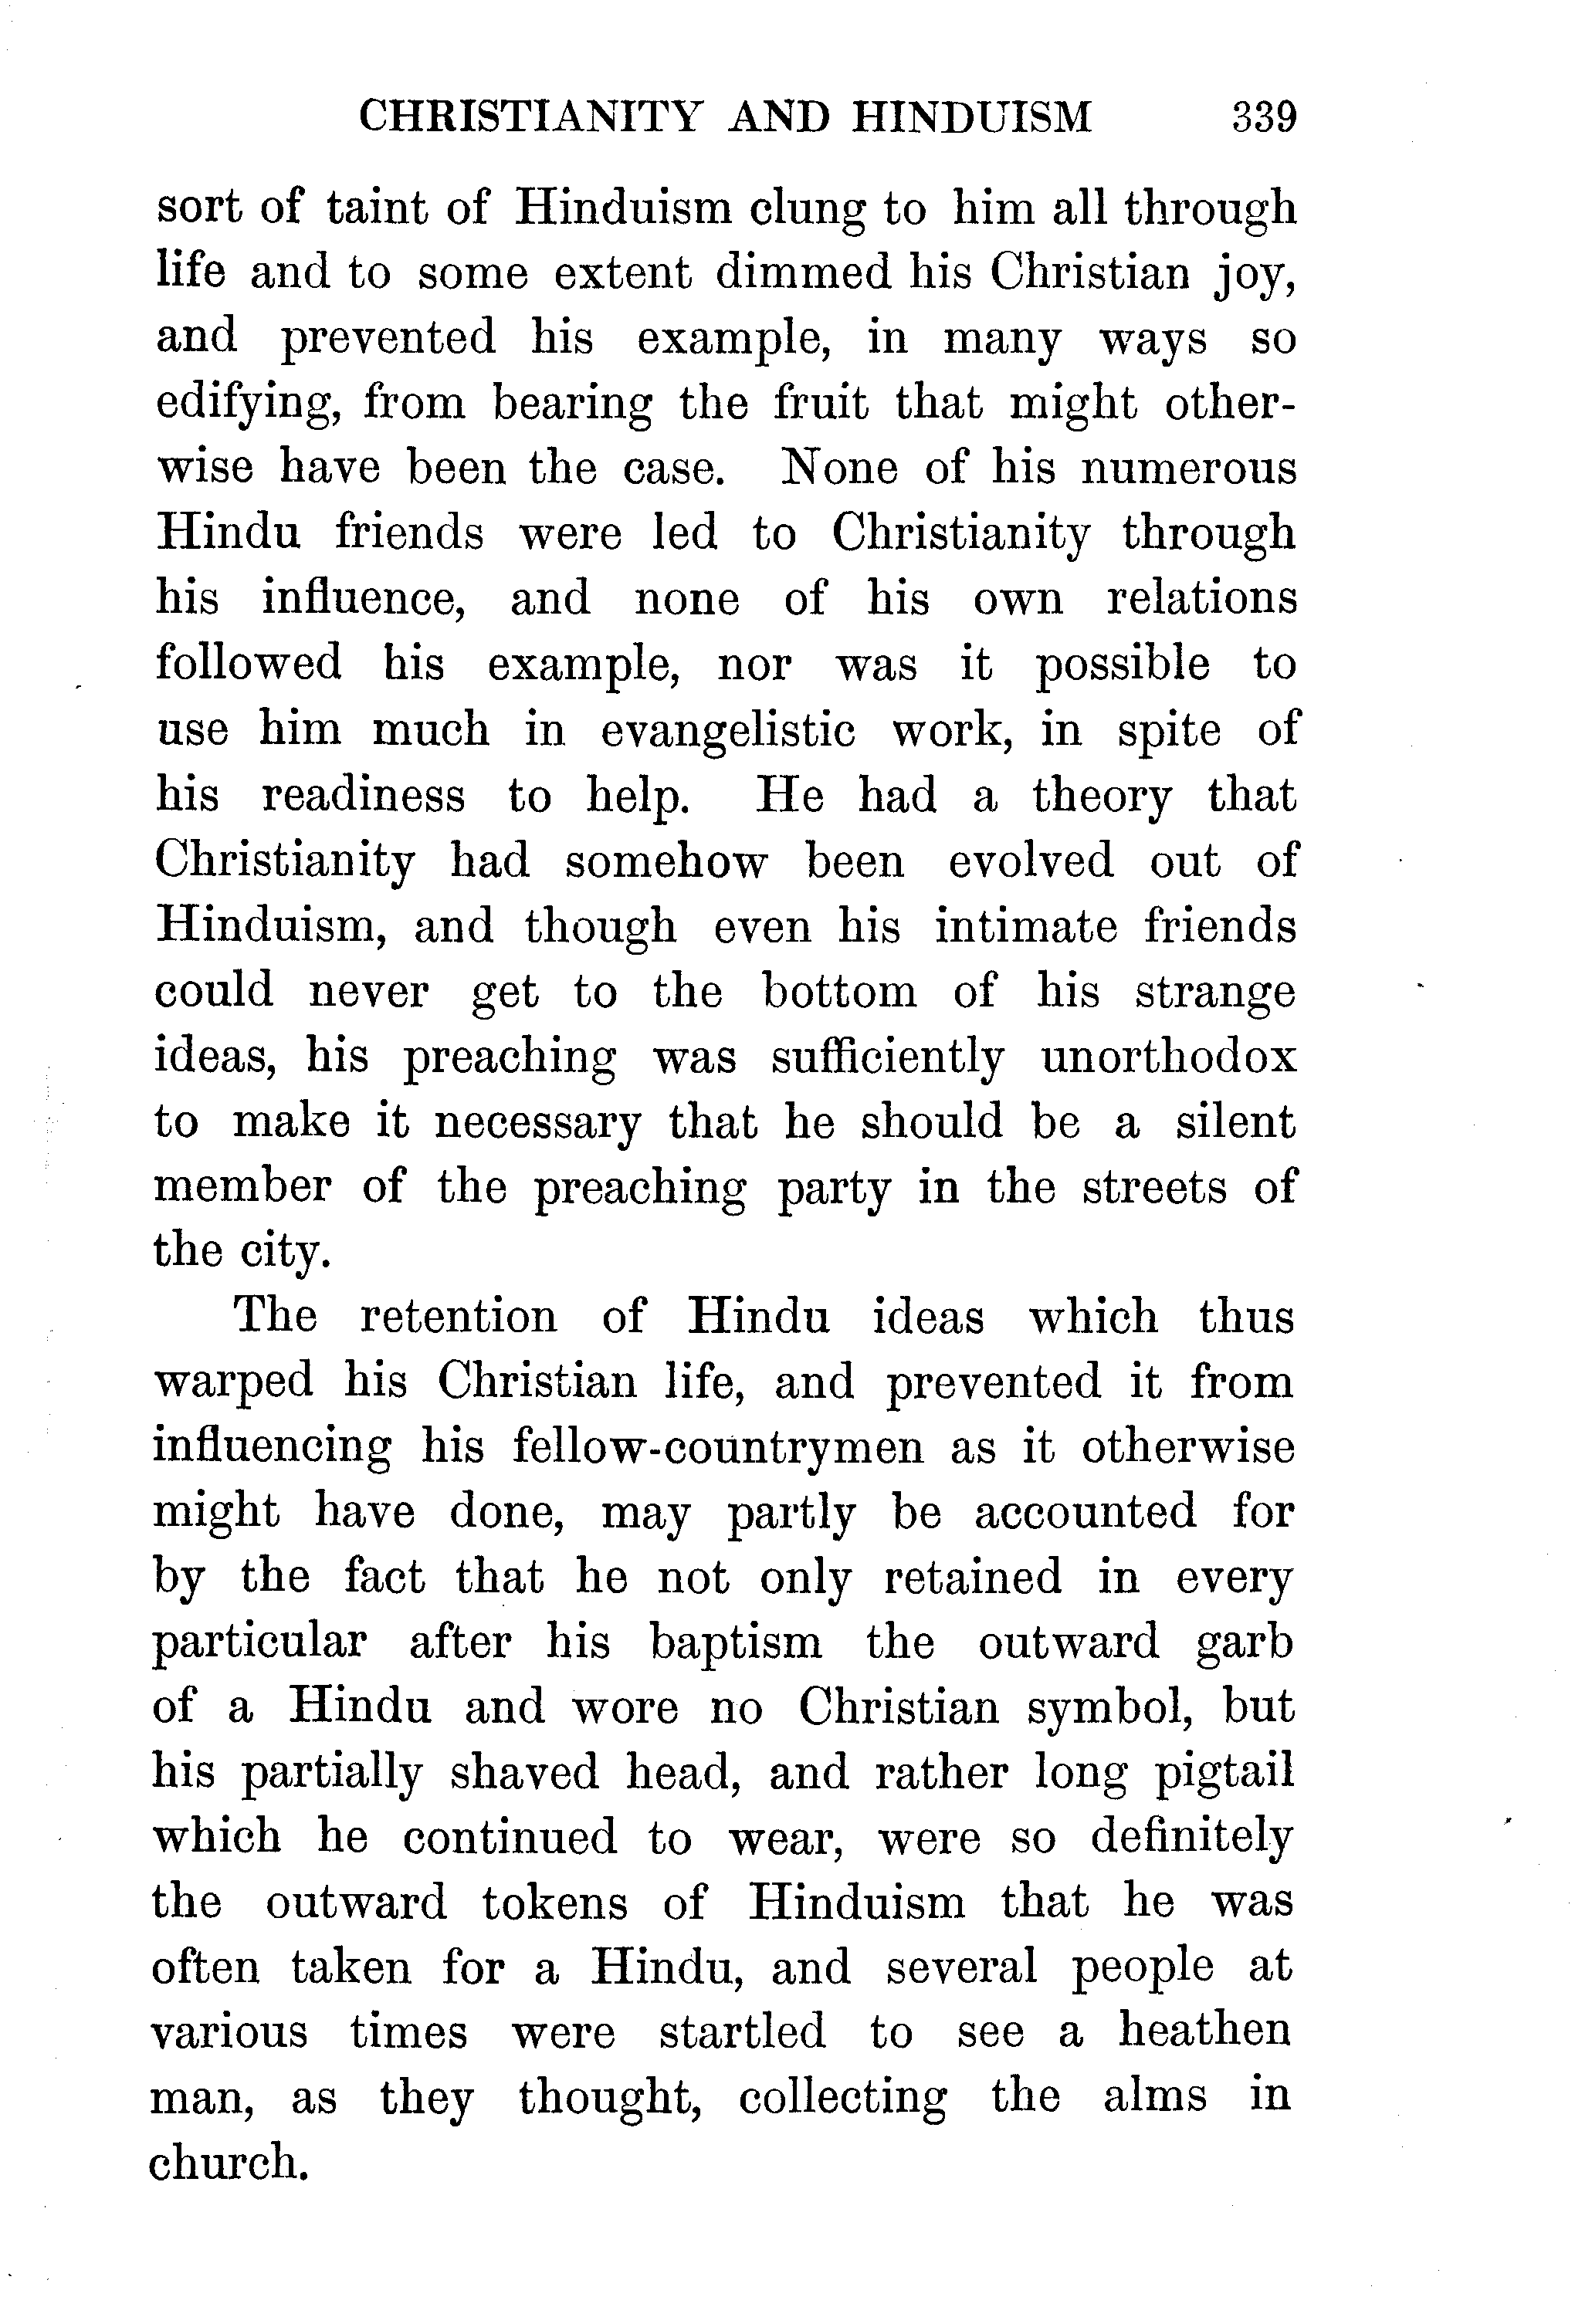 CHRISTIANITY AND HINDUISM 339
sort of taint of Hinduism clung to him all through
life and to some extent dimmed his Christian joy,
and prevented his example, in many ways so
edifying, from bearing the fruit that might other-
wise have been the case. None of his numerous
Hindu friends were led to Christianity through
his influence, and none of his own relations
followed his example, nor was it possible to
use him much in evangelistic work, in spite of
his readiness to help. He had a theory that
Christianity had somehow been evolved out of
Hinduism, and though even his intimate friends
could never get to the bottom of his strange
ideas, his preaching was sufficiently unorthodox
to make it necessary that he should be a silent
member of the preaching party in the streets of
the city.
The retention of Hindu ideas which thus
warped his Christian life, and prevented it from
influencing his fellow-countrymen as it otherwise
might have done, may partly be accounted for
by the fact that he not only retained in every
particular after his baptism the outward garb
of a Hindu and wore no Christian symbol, but
his partially shaved head, and rather long pigtail
which he continued to wear, were so definitely
the outward tokens of Hinduism that he was
often taken for a Hindu, and several people at
various times were startled to see a heathen
man, as they thought, collecting the alms in
church.